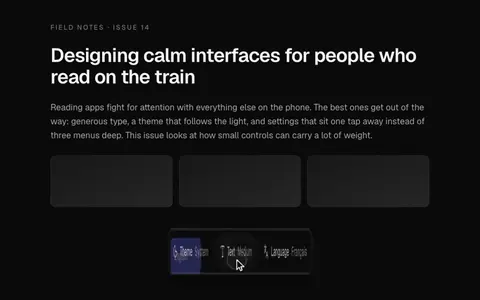 FIELD NOTES · ISSUE 14
Designing calm interfaces for people who
read on the train
Reading apps fight for attention with everything else on the phone. The best ones get out of the
way: generous type, a theme that follows the light, and settings that sit one tap away instead of
three menus deep. This issue looks at how small controls can carry a lot of weight.
Theme System Text Medium Language Français